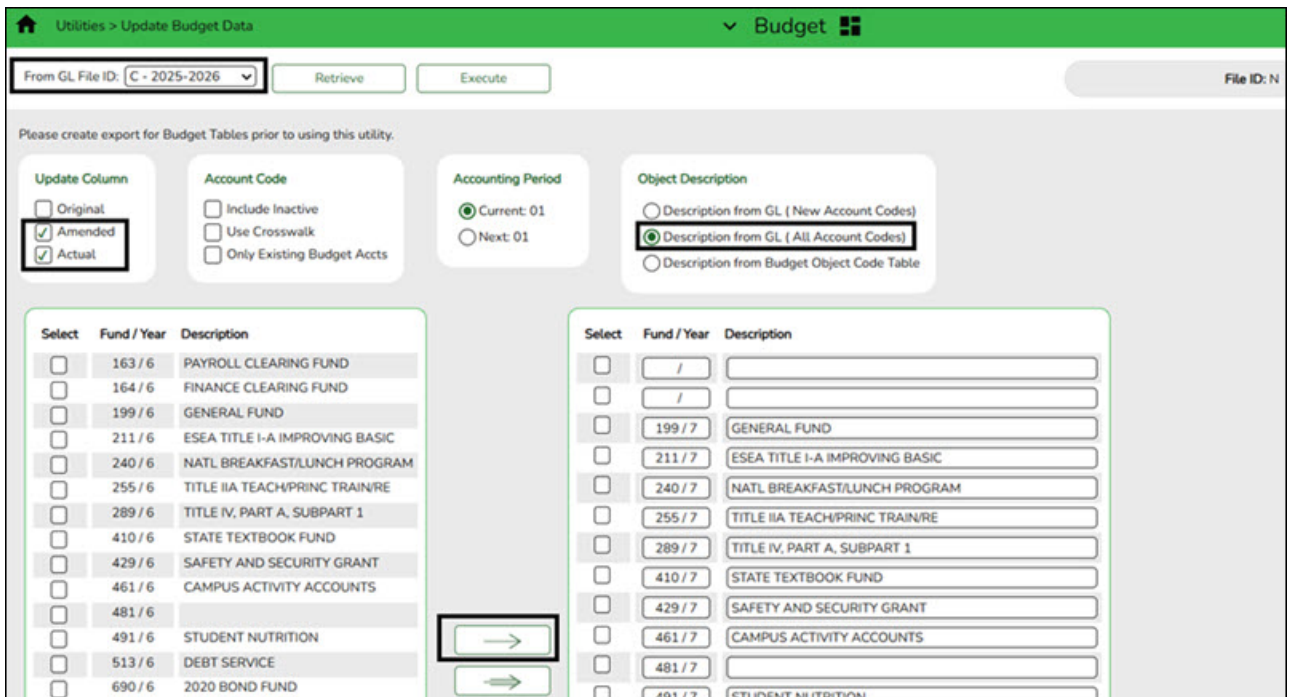 Utilities > Update Budget Data
Budget
From GL File ID: C - 2025-2026
Retrieve
Execute
File ID: N
Please create export for Budget Tables prior to using this utility.
Update Column
Original
Amended
Actual
Account Code
Include Inactive
Use Crosswalk
Only Existing Budget Accts
Accounting Period
Current: 01
Next: 01
Object Description
Description from GL ( New Account Codes)
Description from GL ( All Account Codes)
Description from Budget Object Code Table
Select Fund / Year Description
163 / 6 PAYROLL CLEARING FUND
164 / 6 FINANCE CLEARING FUND
199 / 6 GENERAL FUND
211 / 6 ESEA TITLE I-A IMPROVING BASIC
240 / 6 NATL BREAKFAST/LUNCH PROGRAM
255 / 6 TITLE IIA TEACH/PRINC TRAIN/RE
289 / 6 TITLE IV, PART A, SUBPART 1
410 / 6 STATE TEXTBOOK FUND
429 / 6 SAFETY AND SECURITY GRANT
461 / 6 CAMPUS ACTIVITY ACCOUNTS
481 / 6
491 / 6 STUDENT NUTRITION
513 / 6 DEBT SERVICE
690 / 6 2020 BOND FUND
Select Fund / Year Description
/
/
199 / 7 GENERAL FUND
211 / 7 ESEA TITLE I-A IMPROVING BASIC
240 / 7 NATL BREAKFAST/LUNCH PROGRAM
255 / 7 TITLE IIA TEACH/PRINC TRAIN/RE
289 / 7 TITLE IV, PART A, SUBPART 1
410 / 7 STATE TEXTBOOK FUND
429 / 7 SAFETY AND SECURITY GRANT
461 / 7 CAMPUS ACTIVITY ACCOUNTS
481 / 7
491 / 7 STUDENT NUTRITION